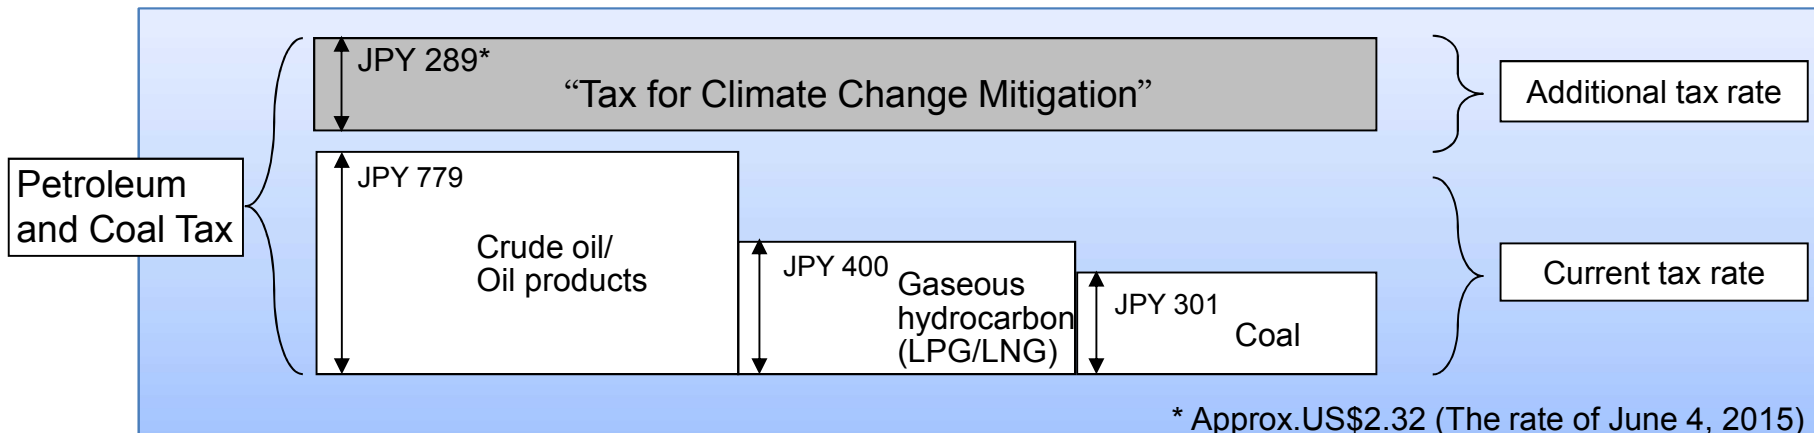 JPY 289*
“Tax for Climate Change Mitigation”
Additional tax rate
Petroleum
and Coal Tax
JPY 779
Crude oil/
Oil products
JPY 400
Gaseous
hydrocarbon
(LPG/LNG)
JPY 301
Coal
Current tax rate
* Approx.US$2.32 (The rate of June 4, 2015)